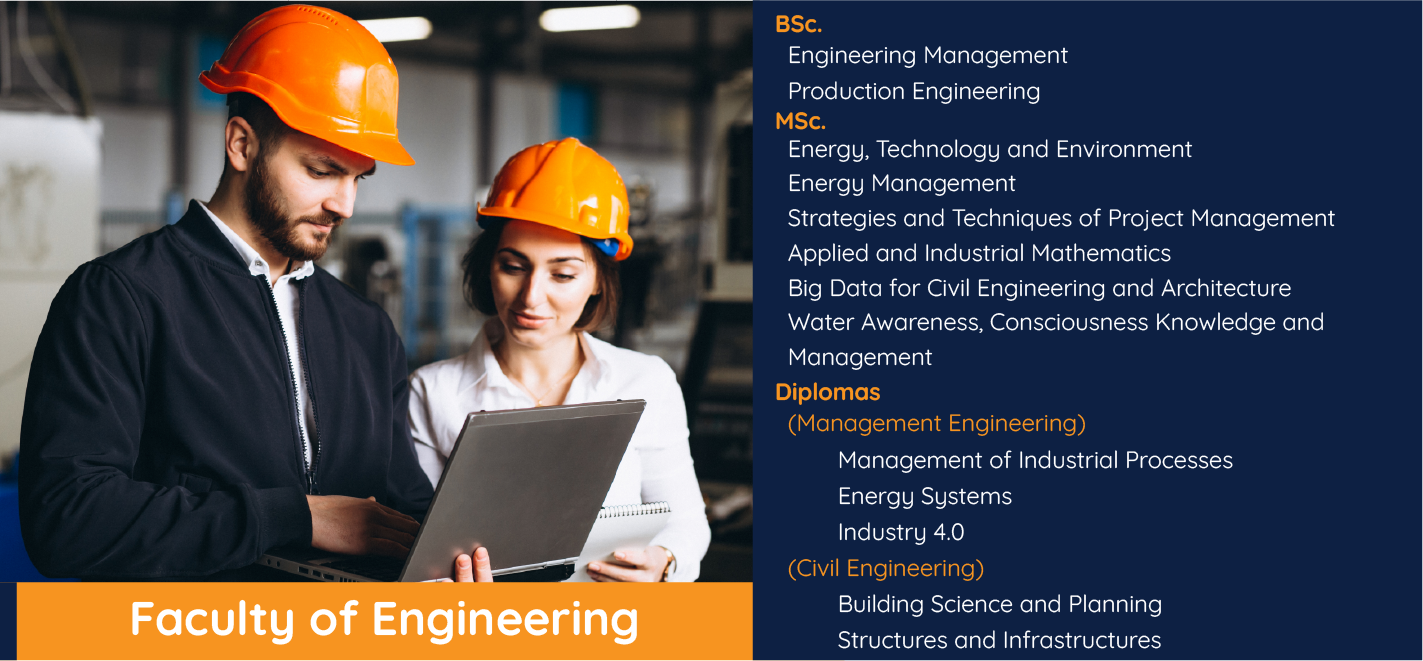 BSc.
Engineering Management
Production Engineering
MSc.
Energy, Technology and Environment
Energy Management
Strategies and Techniques of Project Management
Applied and Industrial Mathematics
Big Data for Civil Engineering and Architecture
Water Awareness, Consciousness Knowledge and
Management
Diplomas
(Management Engineering)
Management of Industrial Processes
Energy Systems
Industry 4.0
(Civil Engineering)
Building Science and Planning
Structures and Infrastructures
Faculty of Engineering